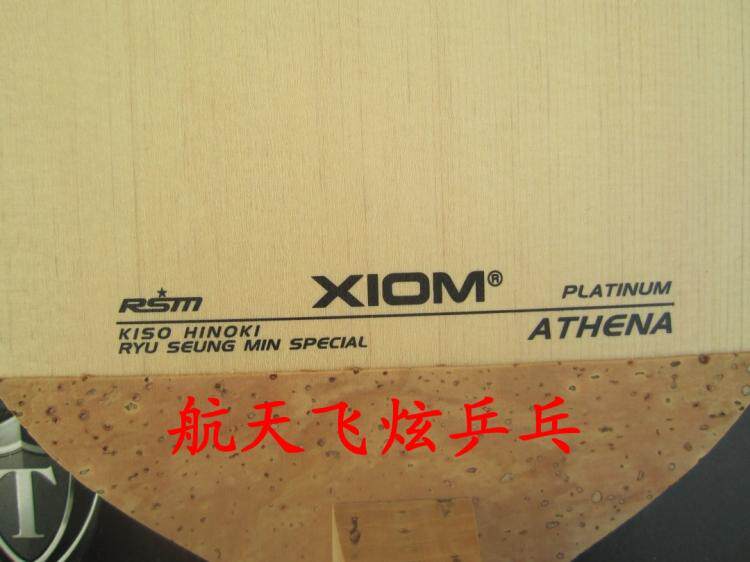 RSM
XIOM®
PLATINUM
KISO HINOKI
ATHENA
RYU SEUNG MIN SPECIAL
航天飞炫乒乓
T